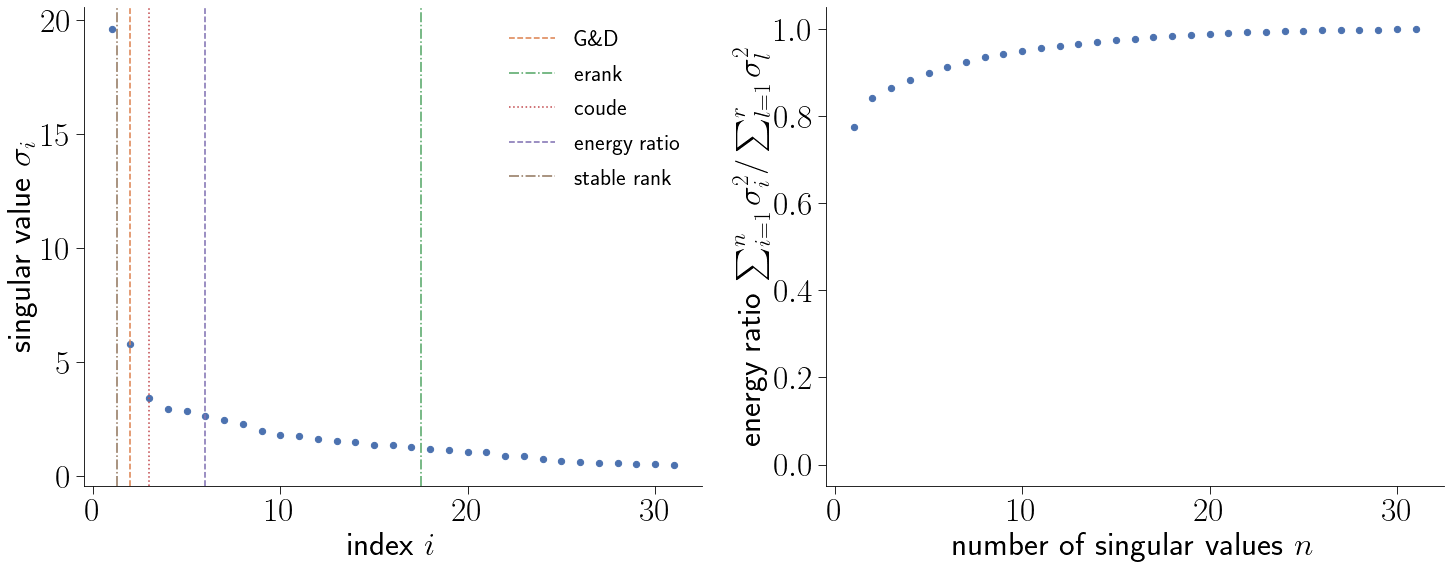 20
15
10
5
0
singular value σ_i
0
10
20
30
index i
G&D
erank
coude
energy ratio
stable rank
1.0
0.8
0.6
0.4
0.2
0.0
energy ratio ∑_{i=1}^{n} σ_i^2 / ∑_{l=1}^{r} σ_l^2
0
10
20
30
number of singular values n